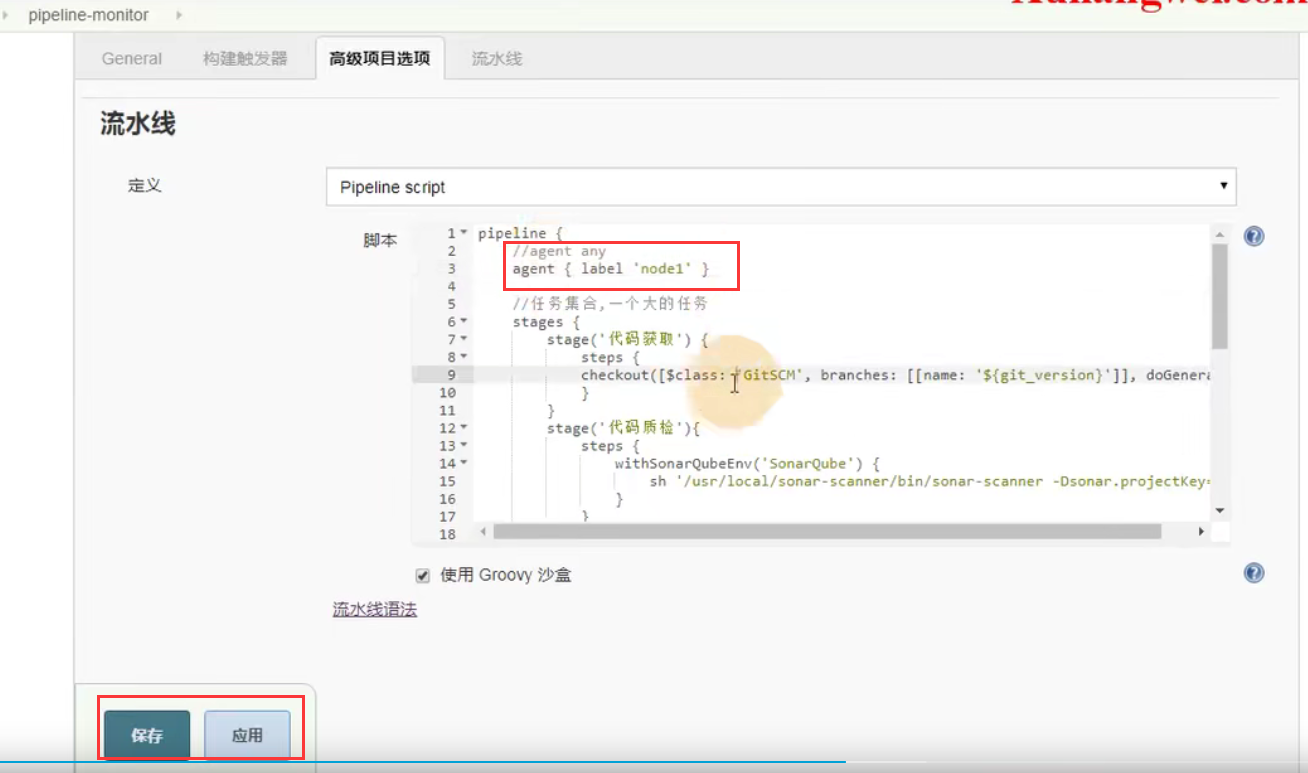 pipeline-monitor
General 构建触发器 高级项目选项 流水线
流水线
定义
Pipeline script
脚本
1 pipeline {
2 //agent any
3 agent { label 'node1' }
4
5 //任务集合,一个大的任务
6 stages {
7 stage('代码获取') {
8 steps {
9 checkout([$class: 'GitSCM', branches: [[name: '${git_version}']], doGenera
10 }
11 }
12 stage('代码质检'){
13 steps {
14 withSonarQubeEnv('SonarQube') {
15 sh '/usr/local/sonar-scanner/bin/sonar-scanner -Dsonar.projectKey=
16 }
17 }
18
使用 Groovy 沙盒
流水线语法
保存 应用